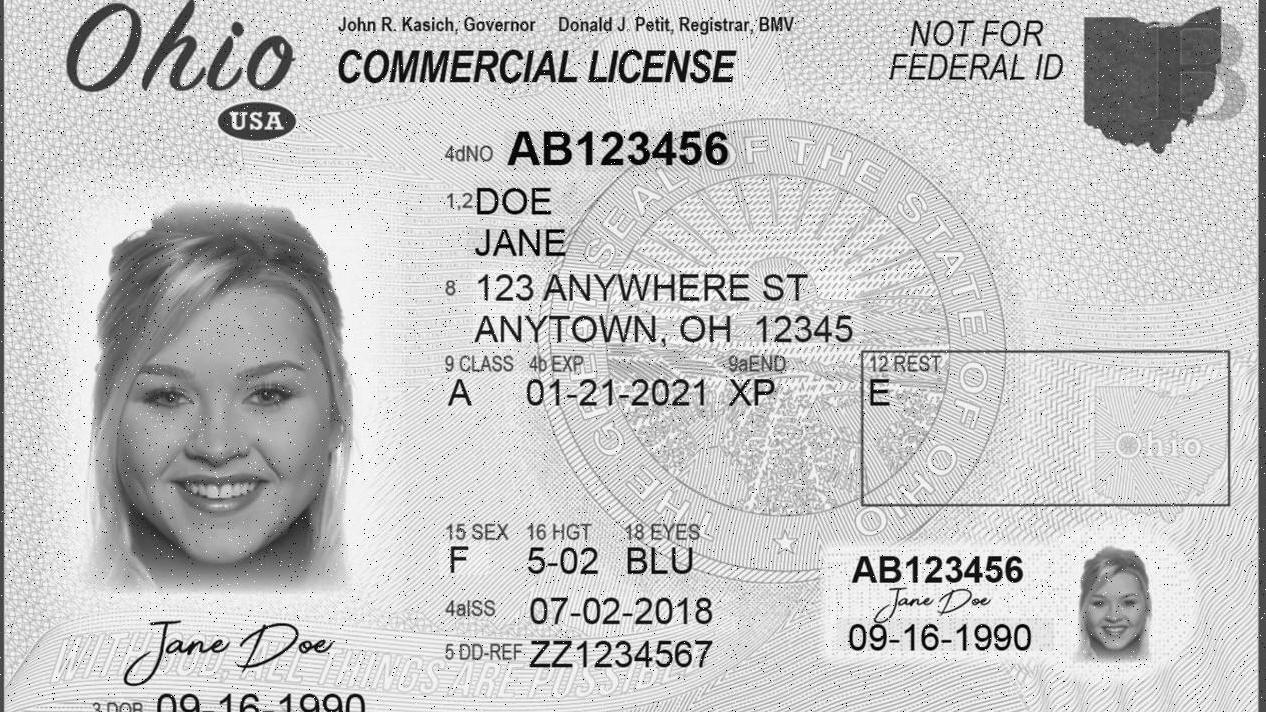 Ohio
USA
John R. Kasich, Governor Donald J. Petit, Registrar, BMV
COMMERCIAL LICENSE
NOT FOR
FEDERAL ID
B
4dNO AB123456
1,2 DOE
JANE
8 123 ANYWHERE ST
ANYTOWN, OH 12345
9 CLASS 4b EXP 9aEND 12 REST
A 01-21-2021 XP E
Ohio
THE GREAT SEAL OF THE STATE OF OHIO
15 SEX 16 HGT 18 EYES
F 5-02 BLU
4aISS 07-02-2018
5 DD-REF ZZ1234567
AB123456
Jane Doe
09-16-1990
Jane Doe
WITH GOD, ALL THINGS ARE POSSIBLE
3 DOB 09-16-1990